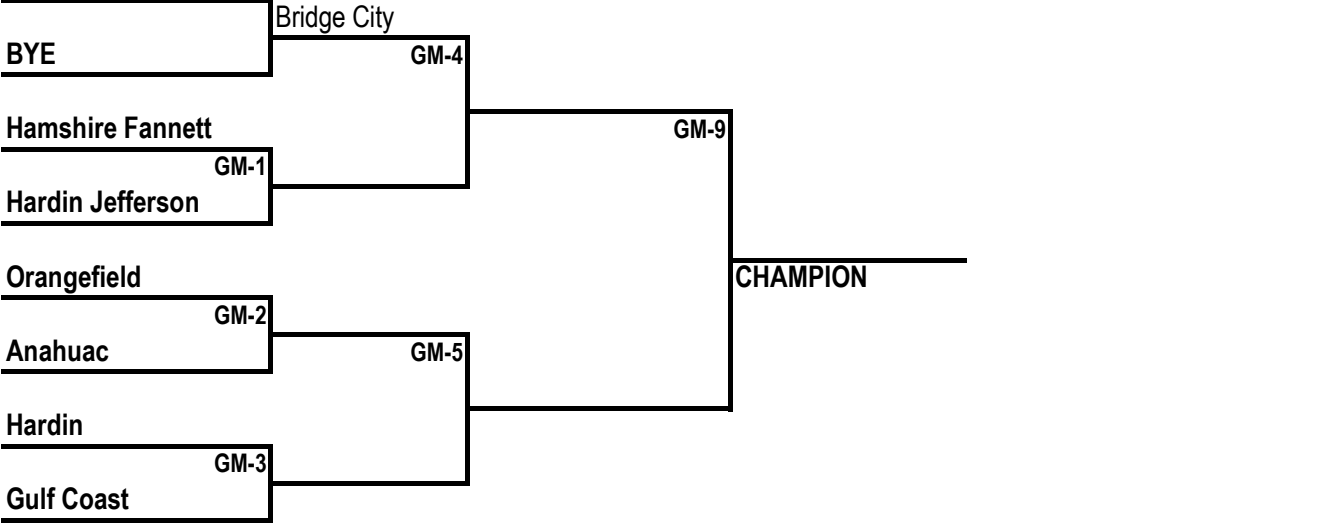 Bridge City
BYE
GM-4
Hamshire Fannett
GM-9
GM-1
Hardin Jefferson
Orangefield
CHAMPION
GM-2
Anahuac
GM-5
Hardin
GM-3
Gulf Coast